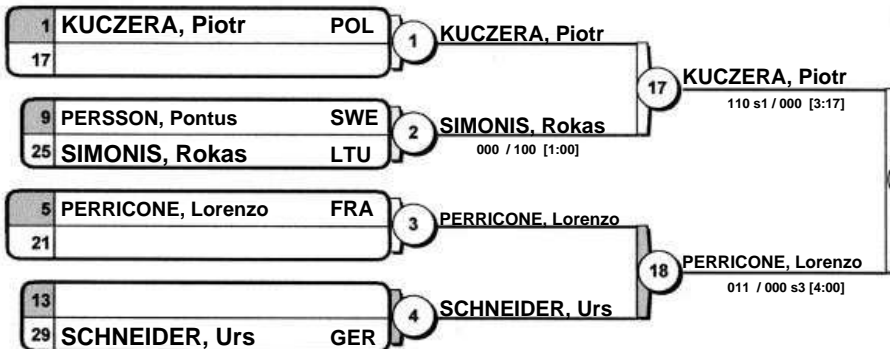 1 KUCZERA, Piotr POL
17
1 KUCZERA, Piotr
9 PERSSON, Pontus SWE
25 SIMONIS, Rokas LTU
2 SIMONIS, Rokas
000 / 100 [1:00]
17 KUCZERA, Piotr
110 s1 / 000 [3:17]
5 PERRICONE, Lorenzo FRA
21
3 PERRICONE, Lorenzo
13
29 SCHNEIDER, Urs GER
4 SCHNEIDER, Urs
18 PERRICONE, Lorenzo
011 / 000 s3 [4:00]